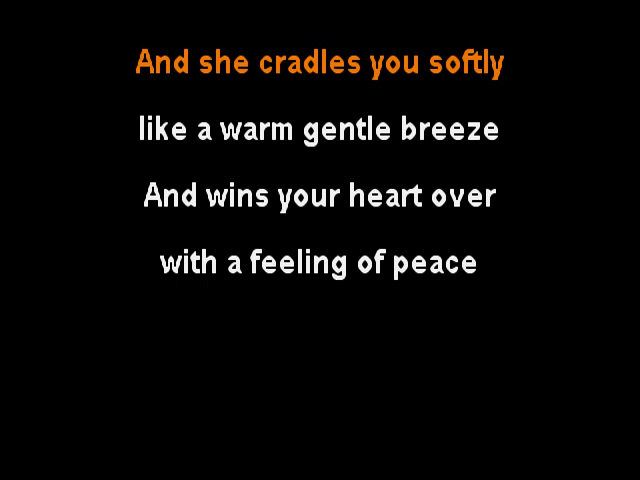 And she cradles you softly
like a warm gentle breeze
And wins your heart over
with a feeling of peace